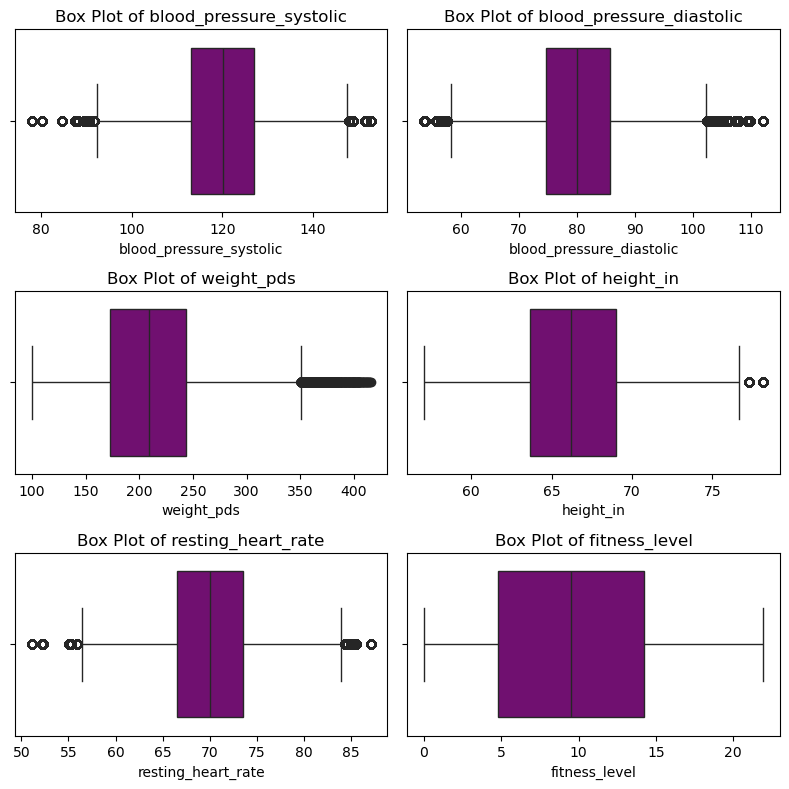 Box Plot of blood_pressure_systolic
80 100 120 140
blood_pressure_systolic
Box Plot of blood_pressure_diastolic
60 70 80 90 100 110
blood_pressure_diastolic
Box Plot of weight_pds
100 150 200 250 300 350 400
weight_pds
Box Plot of height_in
60 65 70 75
height_in
Box Plot of resting_heart_rate
50 55 60 65 70 75 80 85
resting_heart_rate
Box Plot of fitness_level
0 5 10 15 20
fitness_level